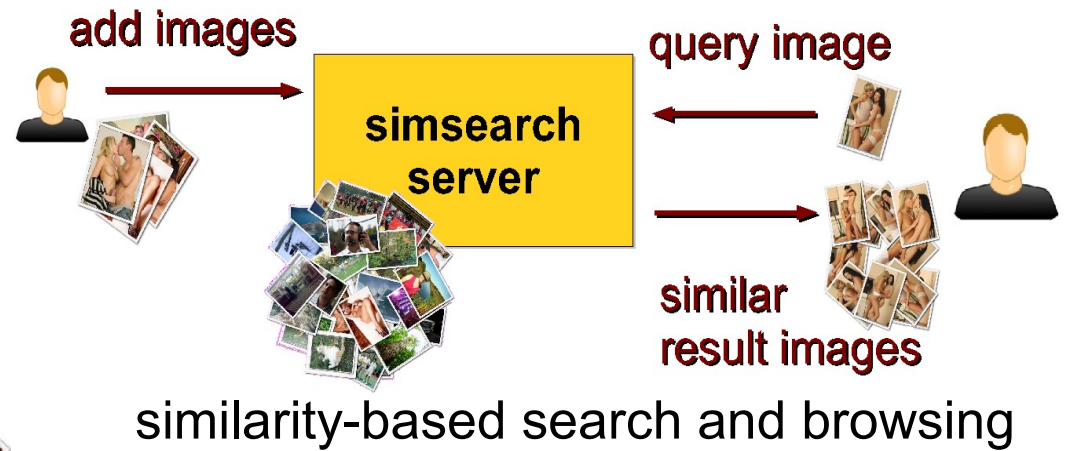 add images
query image
simsearch
server
similar
result images
similarity-based search and browsing